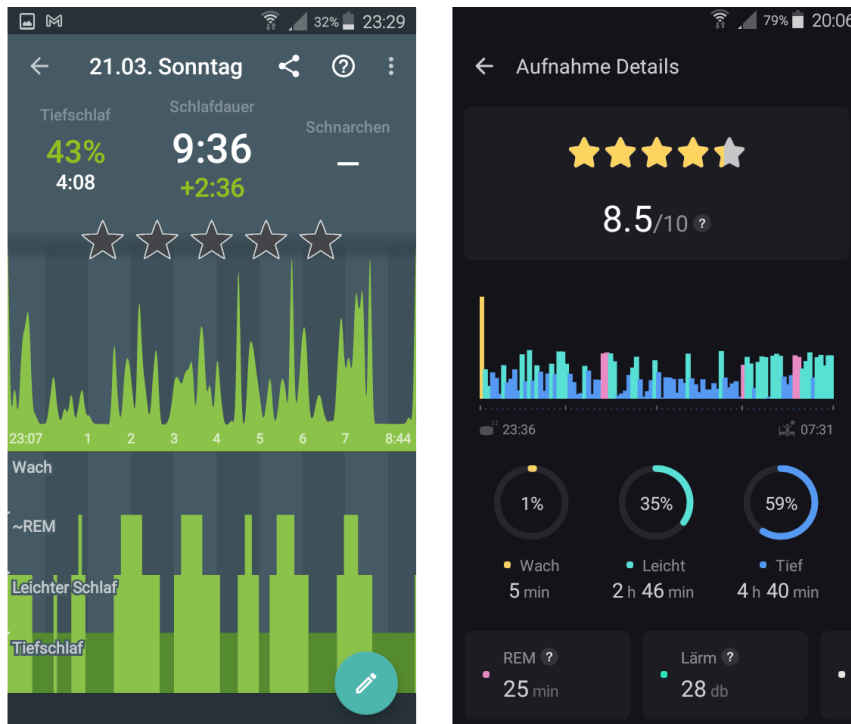 32% 23:29
21.03. Sonntag
Tiefschlaf
43%
4:08
Schlafdauer
9:36
+2:36
Schnarchen
–
23:07 1 2 3 4 5 6 7 8:44
Wach
~REM
Leichter Schlaf
Tiefschlaf
79% 20:06
Aufnahme Details
8.5/10 ?
23:36 07:31
1% 35% 59%
Wach Leicht Tief
5 min 2 h 46 min 4 h 40 min
REM ? Lärm ?
25 min 28 db